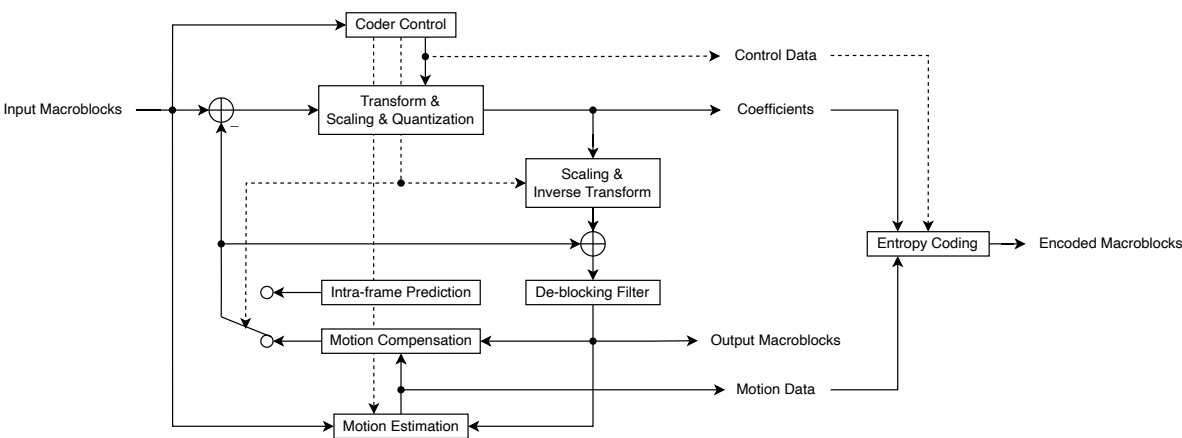 Coder Control
Control Data
Input Macroblocks
Transform &
Scaling & Quantization
Coefficients
–
Scaling &
Inverse Transform
Entropy Coding
Encoded Macroblocks
Intra-frame Prediction
De-blocking Filter
Motion Compensation
Output Macroblocks
Motion Data
Motion Estimation